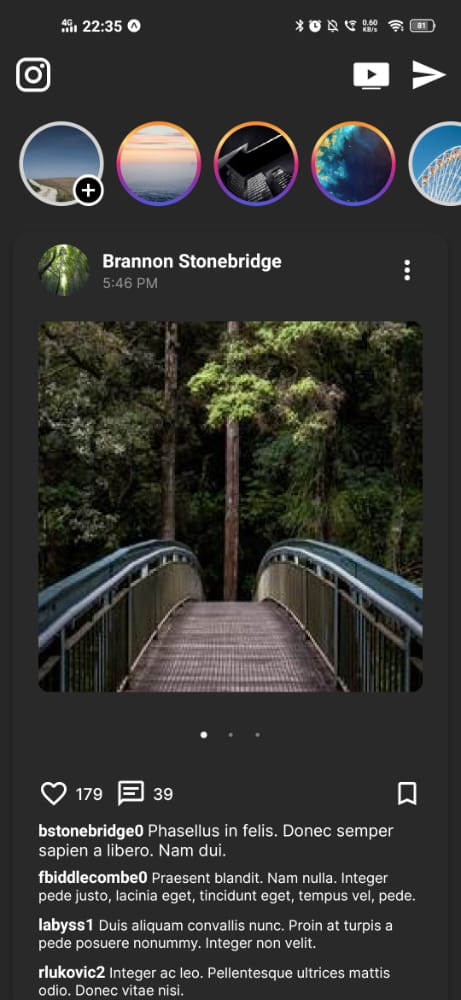 4G 22:35 0.60 KB/s 81
Brannon Stonebridge
5:46 PM
179 39
bstonebridge0 Phasellus in felis. Donec semper
sapien a libero. Nam dui.
fbiddlecombe0 Praesent blandit. Nam nulla. Integer
pede justo, lacinia eget, tincidunt eget, tempus vel, pede.
labyss1 Duis aliquam convallis nunc. Proin at turpis a
pede posuere nonummy. Integer non velit.
rlukovic2 Integer ac leo. Pellentesque ultrices mattis
odio. Donec vitae nisi.